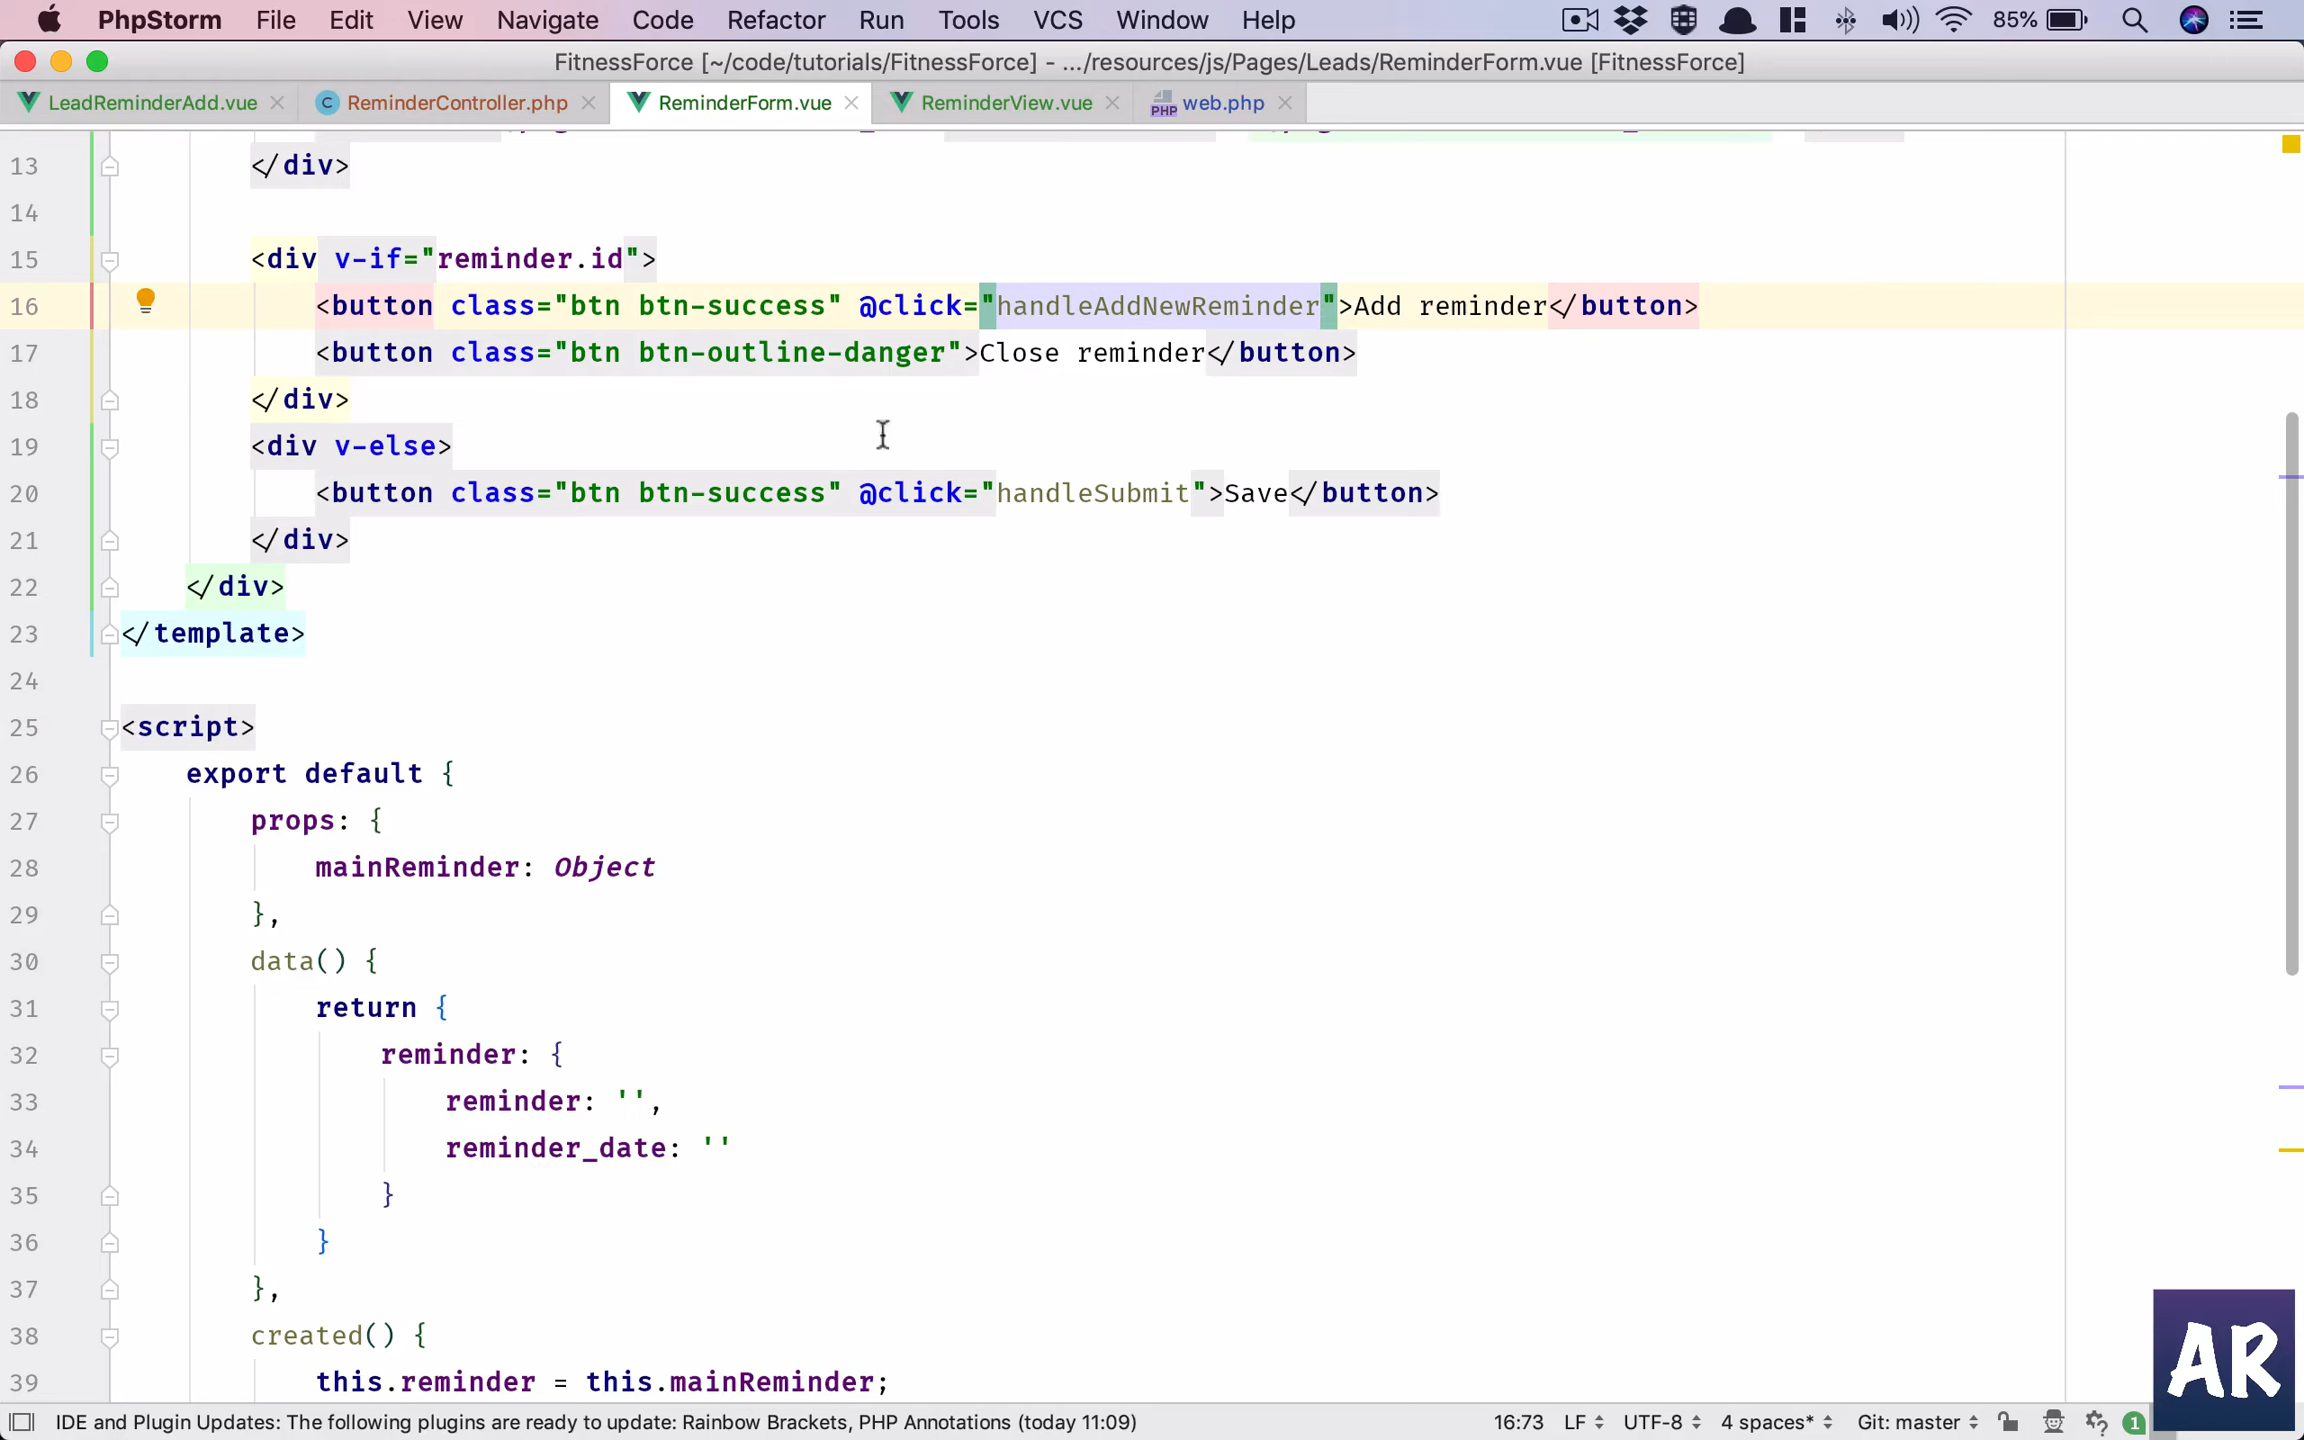 PhpStorm File Edit View Navigate Code Refactor Run Tools VCS Window Help 85%
FitnessForce [~/code/tutorials/FitnessForce] - .../resources/js/Pages/Leads/ReminderForm.vue [FitnessForce]
LeadReminderAdd.vue C ReminderController.php ReminderForm.vue ReminderView.vue PHP web.php
13 </div>
14
15 <div v-if="reminder.id">
16 <button class="btn btn-success" @click="handleAddNewReminder">Add reminder</button>
17 <button class="btn btn-outline-danger">Close reminder</button>
18 </div>
19 <div v-else>
20 <button class="btn btn-success" @click="handleSubmit">Save</button>
21 </div>
22 </div>
23 </template>
24
25 <script>
26 export default {
27 props: {
28 mainReminder: Object
29 },
30 data() {
31 return {
32 reminder: {
33 reminder: '',
34 reminder_date: ''
35 }
36 }
37 },
38 created() {
39 this.reminder = this.mainReminder;
IDE and Plugin Updates: The following plugins are ready to update: Rainbow Brackets, PHP Annotations (today 11:09) 16:73 LF UTF-8 4 spaces* Git: master 1
AR